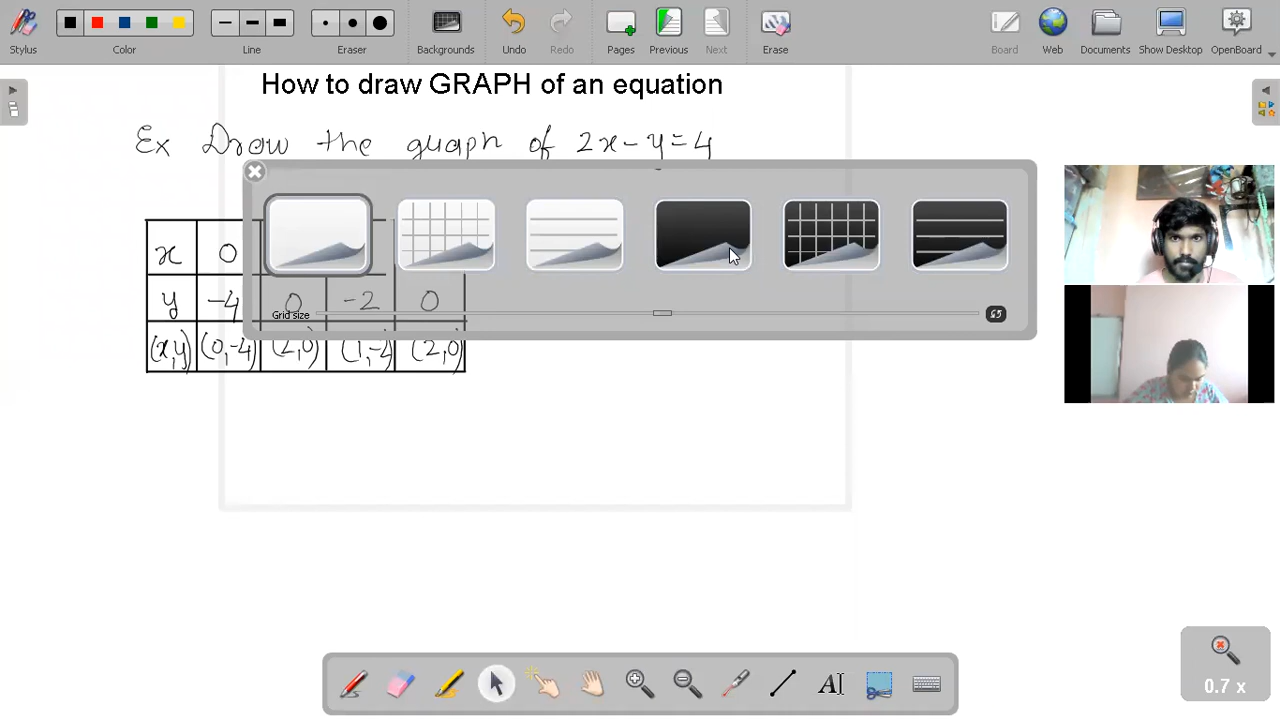 Stylus Color Line Eraser Backgrounds Undo Redo Pages Previous Next Erase Board Web Documents Show Desktop OpenBoard
How to draw GRAPH of an equation
Ex Draw the graph of 2x-y=4
x 0
y -4 0 -2 0
Grid size
(x,y) (0,-4) (2,0) (1,-2) (2,0)
0.7 x